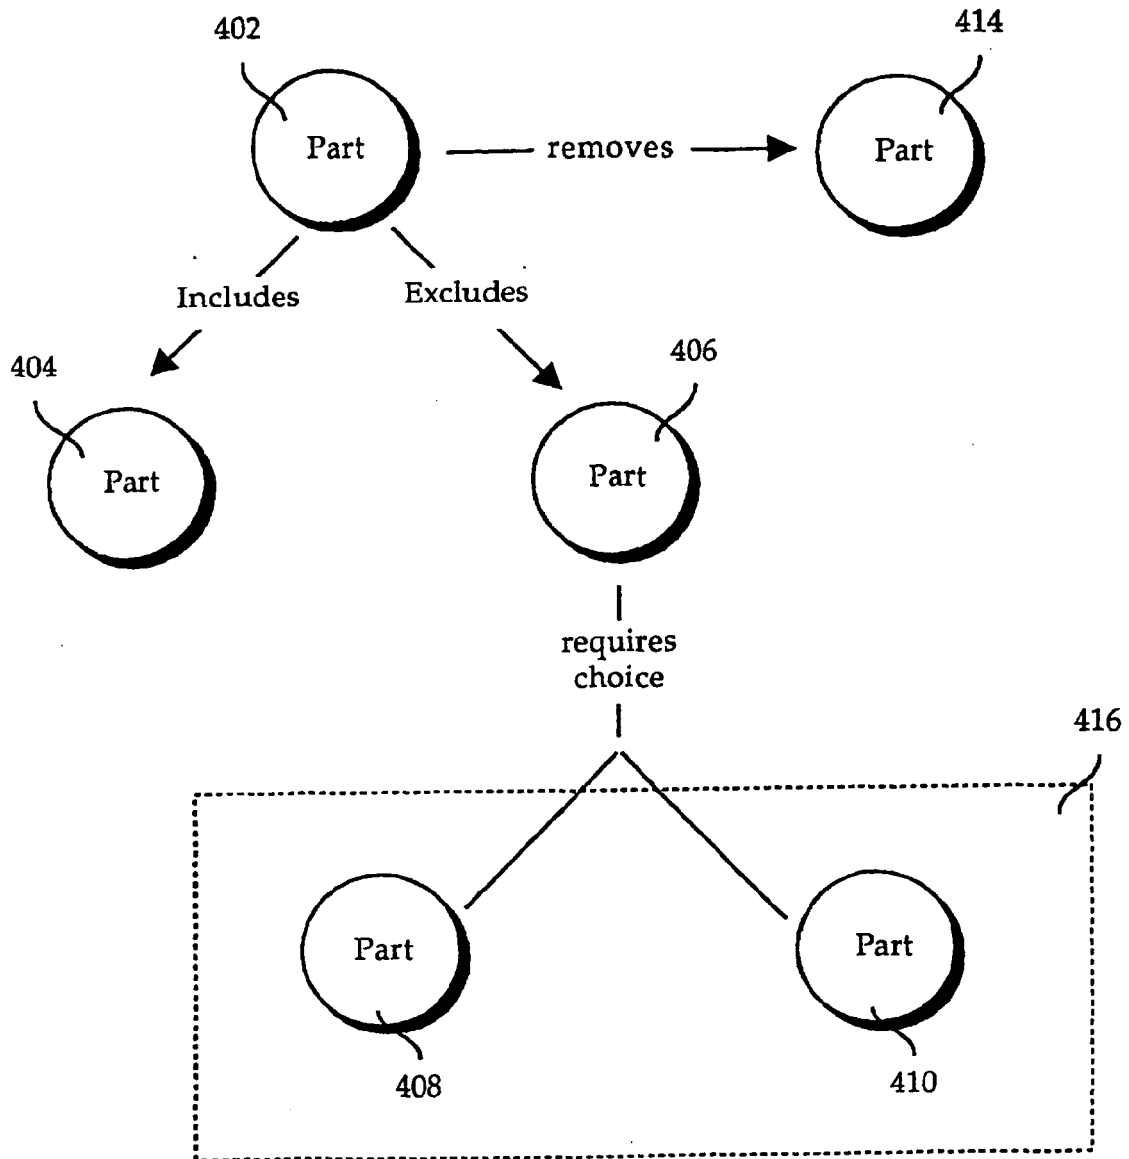 402
414
Part
removes
Part
Includes
Excludes
404
406
Part
Part
requires
choice
416
Part
Part
408
410